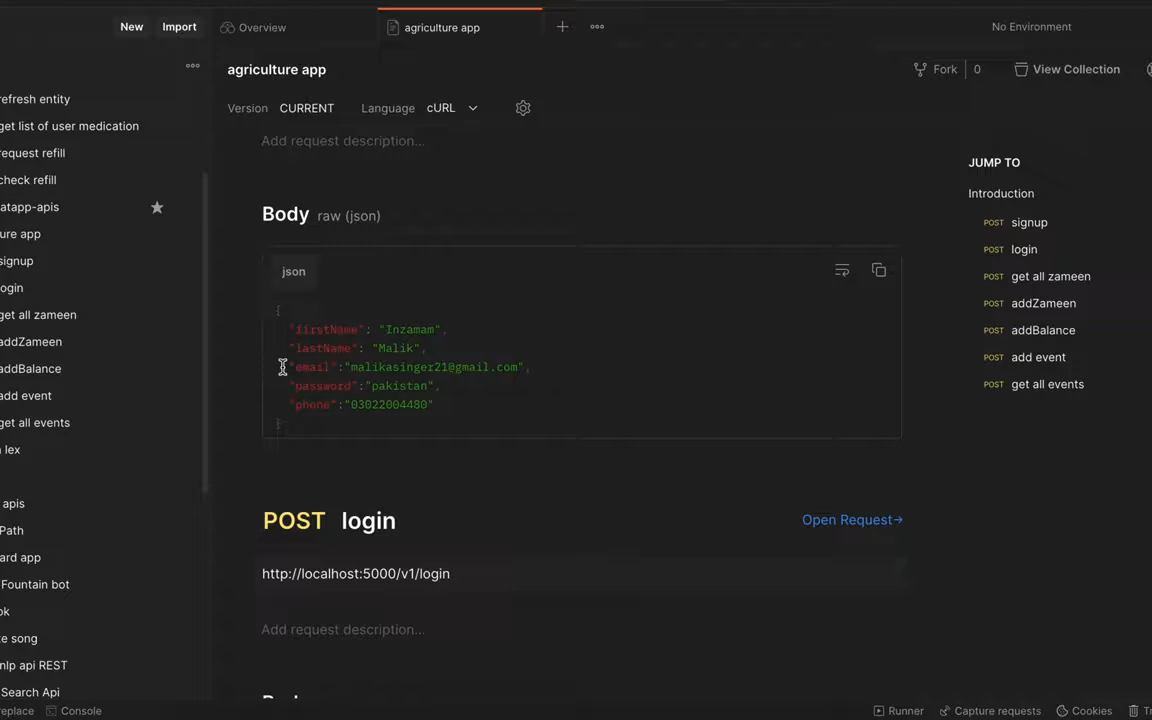 New Import Overview agriculture app No Environment
agriculture app Fork 0 View Collection
Version CURRENT Language cURL
refresh entity
get list of user medication
request refill
check refill
atapp-apis
ure app
signup
ogin
get all zameen
addZameen
addBalance
add event
get all events
lex
apis
Path
ard app
Fountain bot
ok
te song
nlp api REST
Search Api
Add request description...
Body raw (json)
json
{
"firstName": "Inzamam",
"lastName": "Malik",
"email":"malikasinger21@gmail.com",
"password":"pakistan",
"phone":"03022004480"
}
POST login Open Request→
http://localhost:5000/v1/login
Add request description...
JUMP TO
Introduction
POST signup
POST login
POST get all zameen
POST addZameen
POST addBalance
POST add event
POST get all events
replace Console Runner Capture requests Cookies Tr